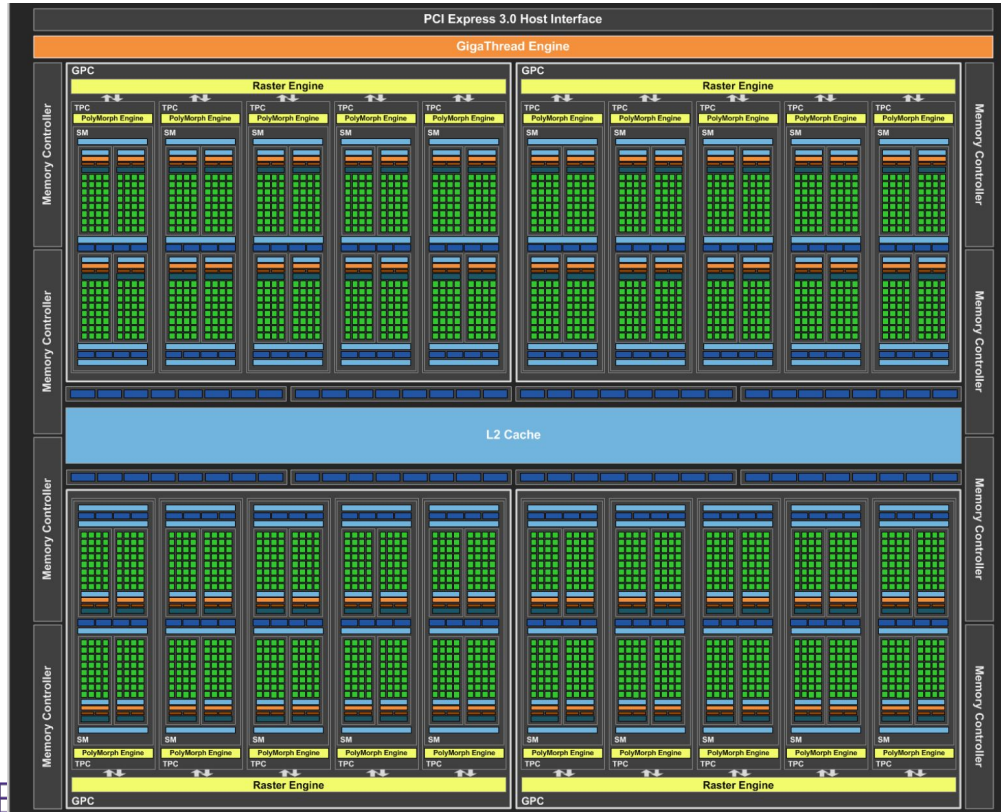 PCI Express 3.0 Host Interface
GigaThread Engine
GPC
GPC
Raster Engine
Raster Engine
TPC TPC TPC TPC TPC
TPC TPC TPC TPC TPC
PolyMorph Engine PolyMorph Engine PolyMorph Engine PolyMorph Engine PolyMorph Engine
PolyMorph Engine PolyMorph Engine PolyMorph Engine PolyMorph Engine PolyMorph Engine
SM SM SM SM SM
SM SM SM SM SM
Memory Controller
Memory Controller
Memory Controller
Memory Controller
L2 Cache
Memory Controller
Memory Controller
Memory Controller
Memory Controller
SM SM SM SM SM
SM SM SM SM SM
PolyMorph Engine PolyMorph Engine PolyMorph Engine PolyMorph Engine PolyMorph Engine
PolyMorph Engine PolyMorph Engine PolyMorph Engine PolyMorph Engine PolyMorph Engine
TPC TPC TPC TPC TPC
TPC TPC TPC TPC TPC
Raster Engine
Raster Engine
GPC
GPC